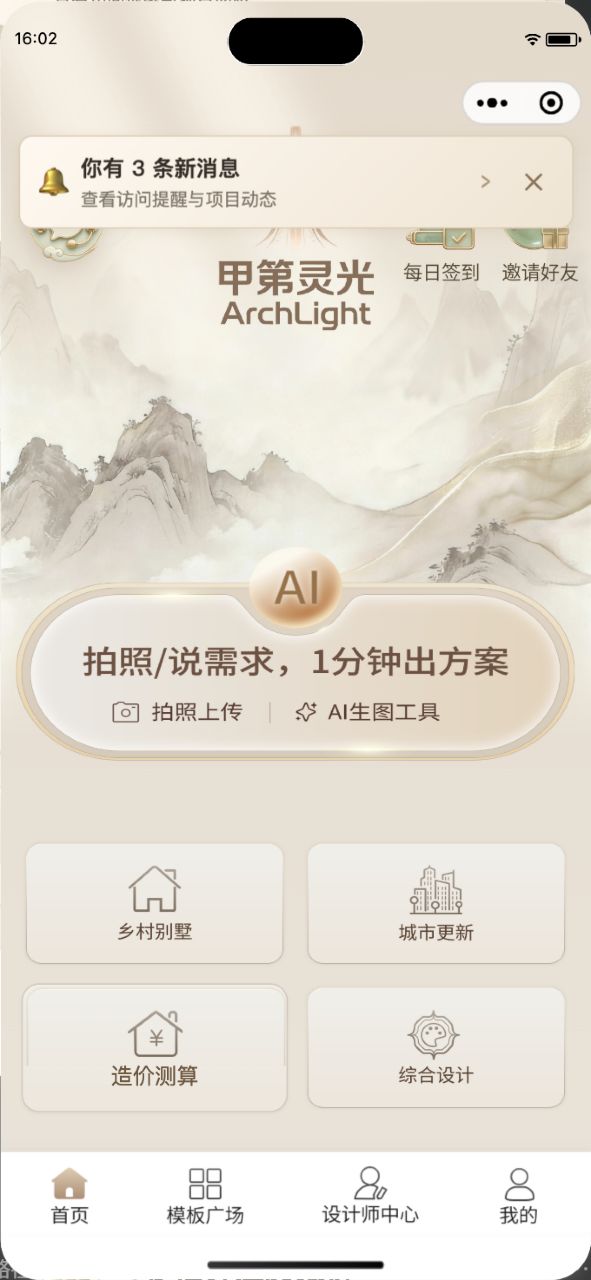 16:02
你有 3 条新消息
查看访问提醒与项目动态
甲第灵光
ArchLight
每日签到
邀请好友
AI
拍照/说需求，1分钟出方案
拍照上传
AI生图工具
乡村别墅
城市更新
¥
造价测算
综合设计
首页
模板广场
设计师中心
我的